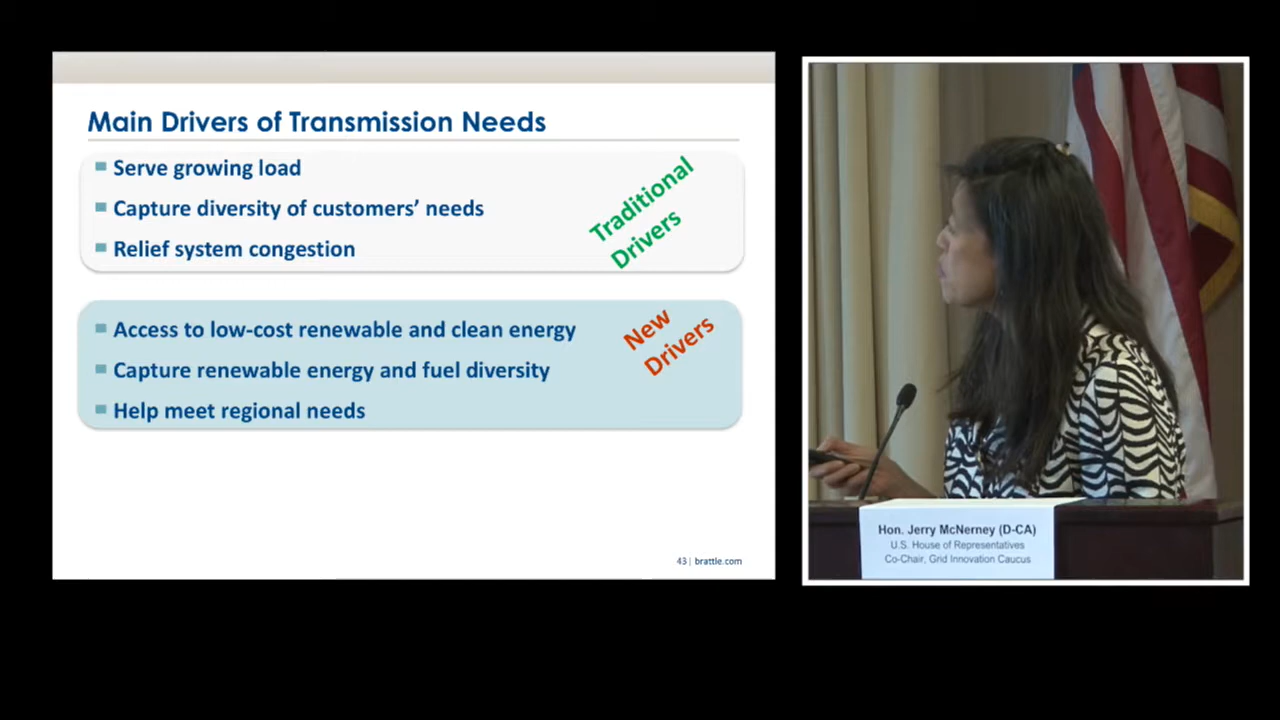 Main Drivers of Transmission Needs
Serve growing load
Capture diversity of customers’ needs
Relief system congestion
Traditional
Drivers
Access to low-cost renewable and clean energy
Capture renewable energy and fuel diversity
Help meet regional needs
New
Drivers
43 | brattle.com
Hon. Jerry McNerney (D-CA)
U.S. House of Representatives
Co-Chair, Grid Innovation Caucus